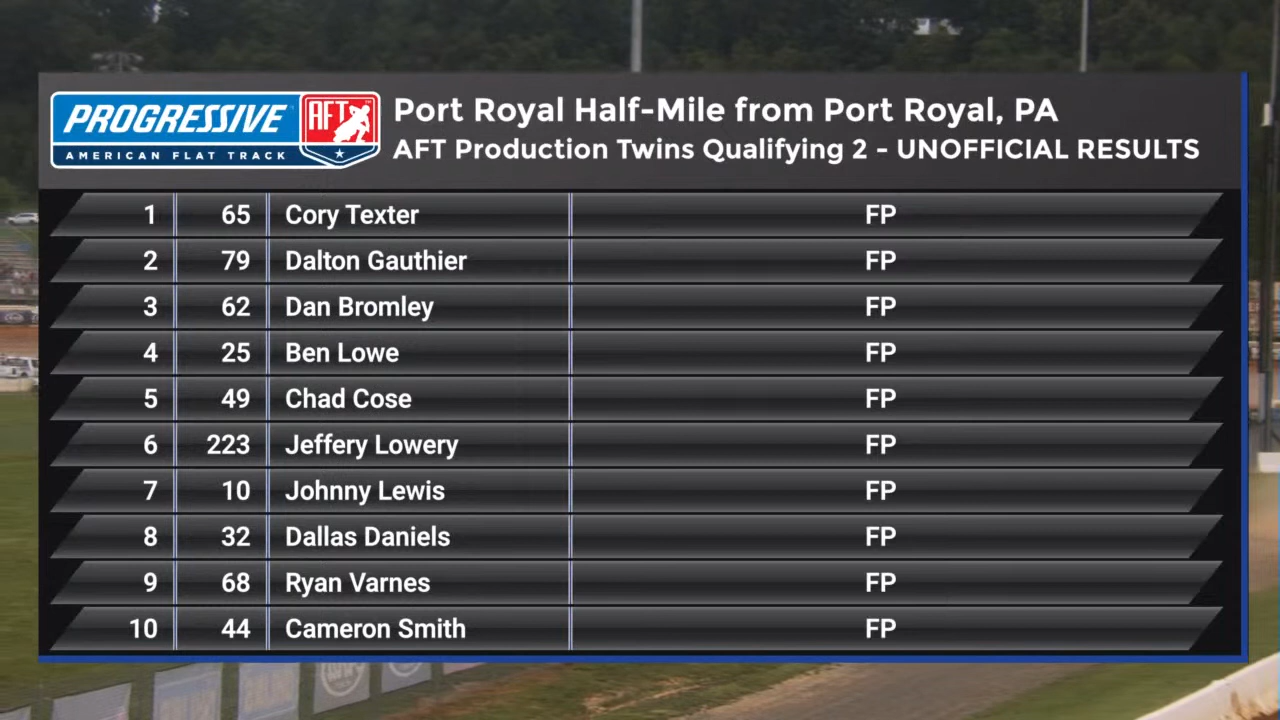 PROGRESSIVE AFT
AMERICAN FLAT TRACK
Port Royal Half-Mile from Port Royal, PA
AFT Production Twins Qualifying 2 - UNOFFICIAL RESULTS
1 65 Cory Texter FP
2 79 Dalton Gauthier FP
3 62 Dan Bromley FP
4 25 Ben Lowe FP
5 49 Chad Cose FP
6 223 Jeffery Lowery FP
7 10 Johnny Lewis FP
8 32 Dallas Daniels FP
9 68 Ryan Varnes FP
10 44 Cameron Smith FP